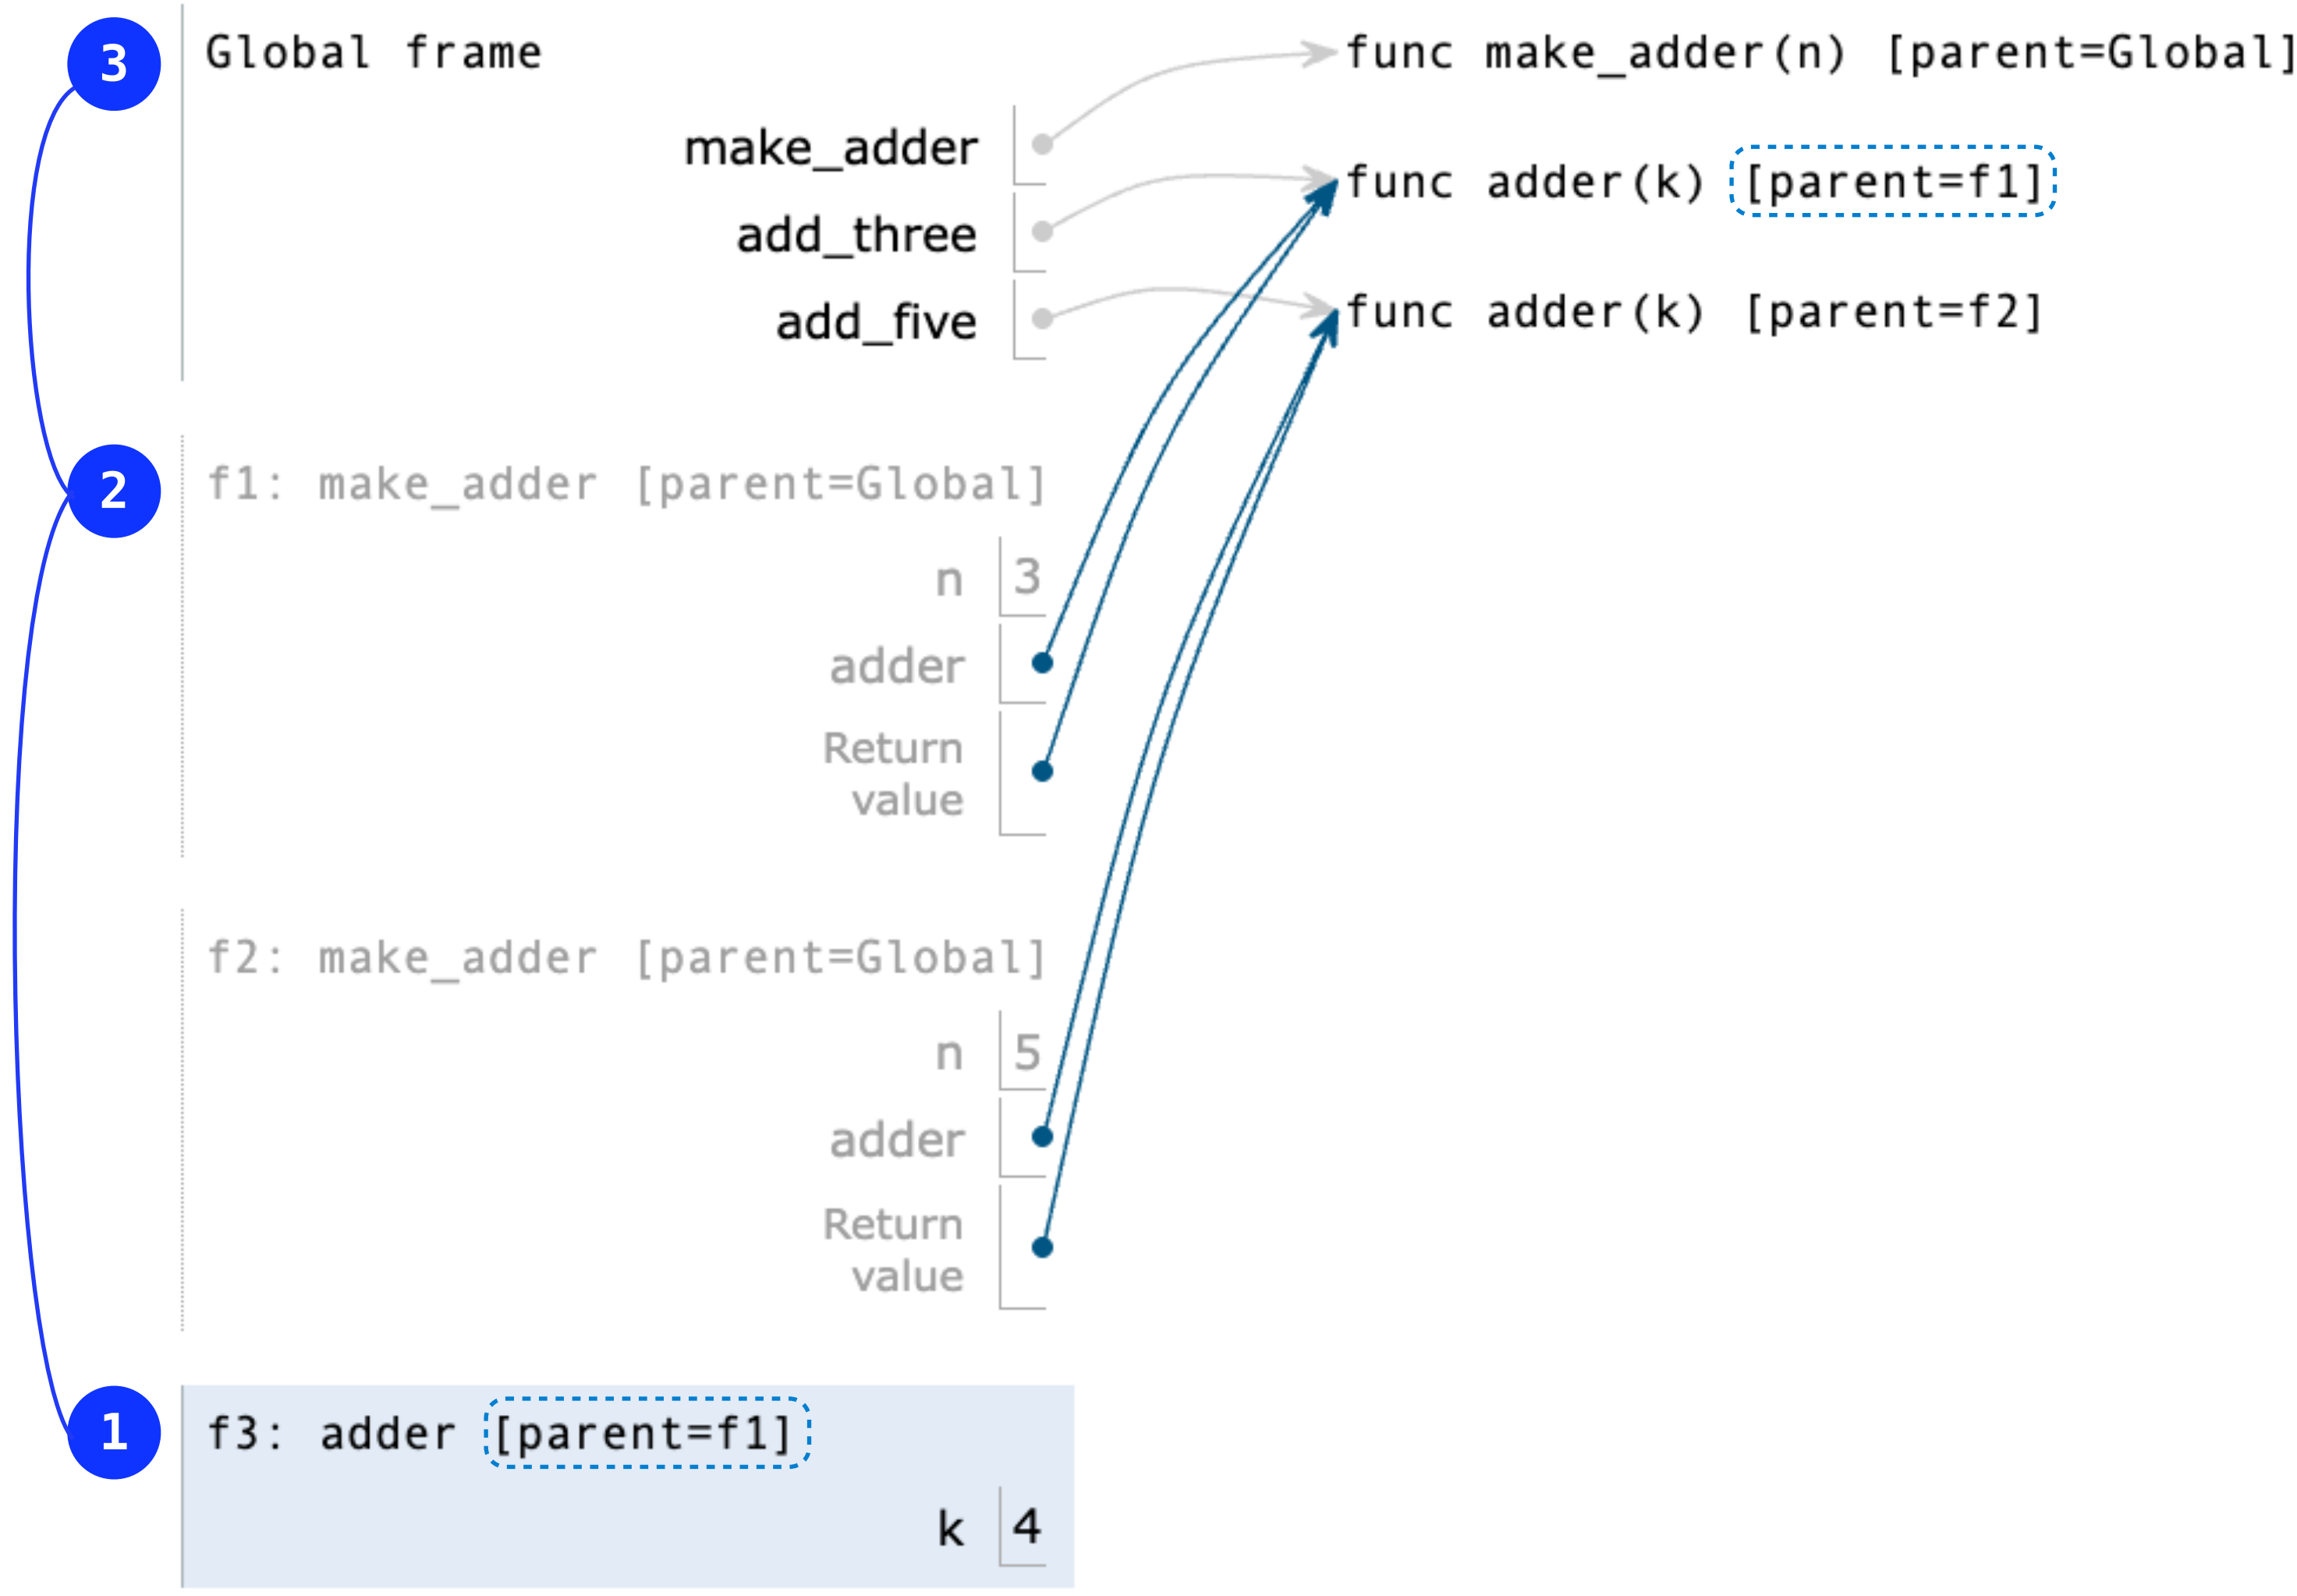 3 Global frame func make_adder(n) [parent=Global]
make_adder
func adder(k) [parent=f1]
add_three
func adder(k) [parent=f2]
add_five
2 f1: make_adder [parent=Global]
n 3
adder
Return
value
f2: make_adder [parent=Global]
n 5
adder
Return
value
1 f3: adder [parent=f1]
k 4